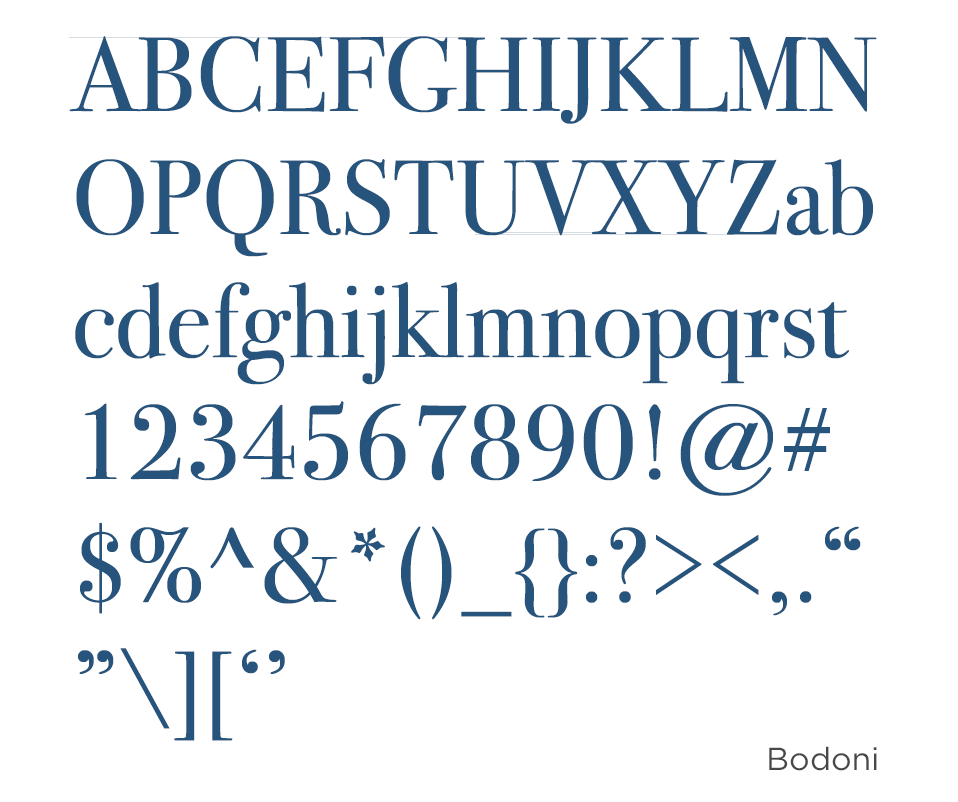 ABCEFGHIJKLMN
OPQRSTUVXYZab
cdefghijklmnopqrst
1234567890!@#
$%^&*()_{}:?><,.“
”\][‘’
Bodoni